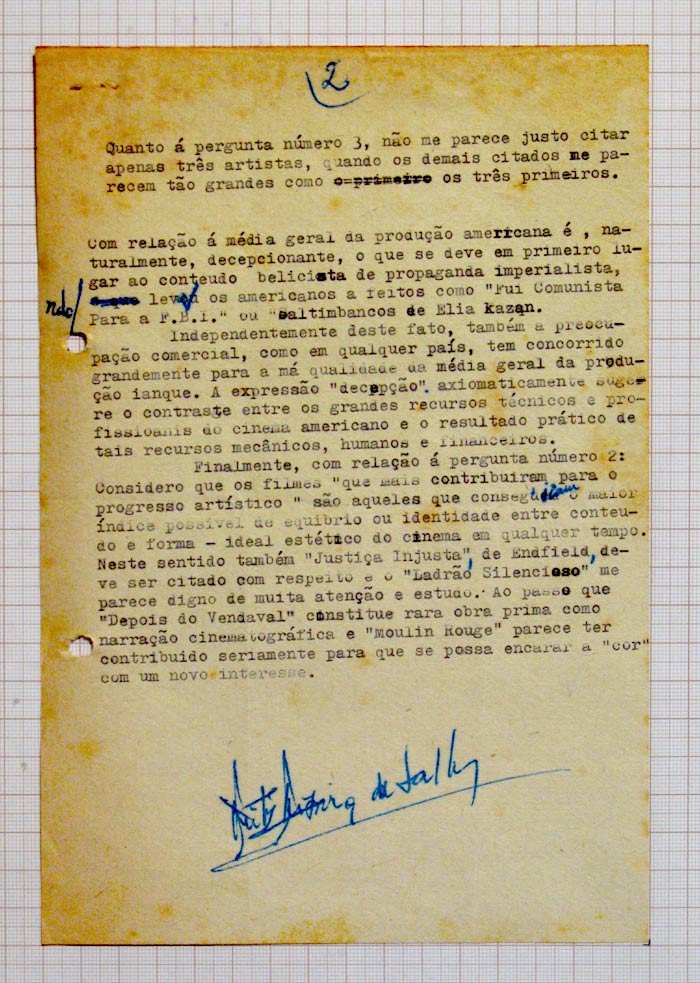 2
Quanto á pergunta número 3, não me parece justo citar
apenas três artistas, quando os demais citados me pa-
recem tão grandes como o primeiro os três primeiros.
Com relação á média geral da produção americana é , na-
turalmente, decepcionante, o que se deve em primeiro lu-
gar ao conteudo belicista de propaganda imperialista,
ndo leva os americanos a feitos como "Fui Comunista
Para a F.B.I." ou "Saltimbancos de Elia Kazan.
Independentemente deste fato, também a preocu-
pação comercial, como em qualquer país, tem concorrido
grandemente para a má qualidade da média geral da produ-
ção ianque. A expressão "decepção", axiomaticamente suge-
re o contraste entre os grandes recursos técnicos e pro-
fissioanis do cinema americano e o resultado prático de
tais recursos mecânicos, humanos e financeiros.
Finalmente, com relação á pergunta número 2:
Considero que os filmes "que mais contribuiram para o
progresso artístico " são aqueles que conseguiram o maior
índice possível de equibrio ou identidade entre conteu-
do e forma - ideal estético do cinema em qualquer tempo.
Neste sentido também "Justiça Injusta", de Endfield, de-
ve ser citado com respeito e o "Ladrão Silencioso" me
parece digno de muita atenção e estudo. Ao passo que
"Depois do Vendaval" constitue rara obra prima como
narração cinematográfica e "Moulin Rouge" parece ter
contribuido seriamente para que se possa encarar a "cor"
com um novo interesse.